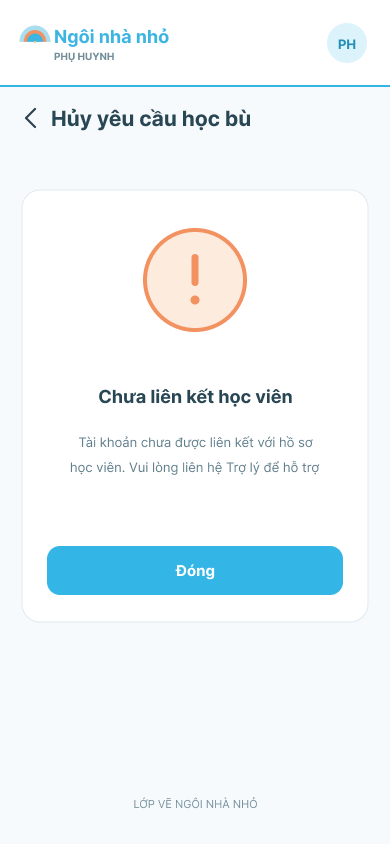 Ngôi nhà nhỏ
PHỤ HUYNH
PH
Hủy yêu cầu học bù
Chưa liên kết học viên
Tài khoản chưa được liên kết với hồ sơ
học viên. Vui lòng liên hệ Trợ lý để hỗ trợ
Đóng
LỚP VẼ NGÔI NHÀ NHỎ